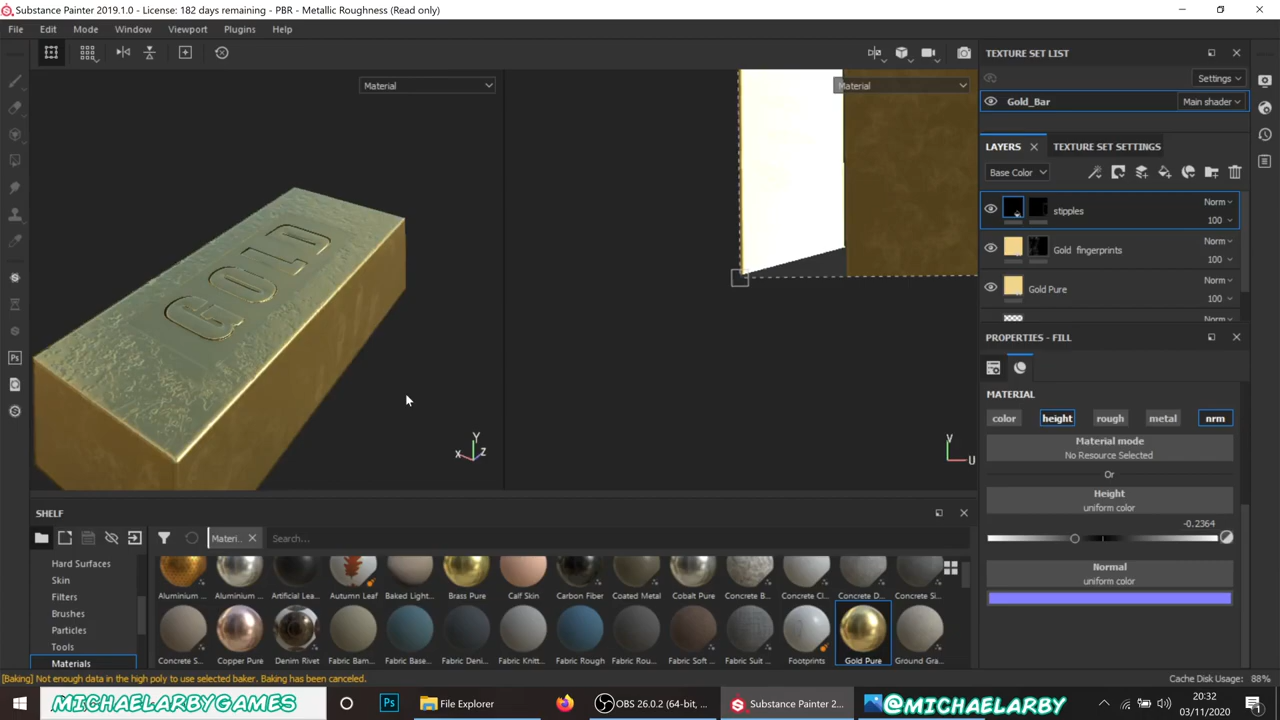 Substance Painter 2019.1.0 - License: 182 days remaining - PBR - Metallic Roughness (Read only)
File Edit Mode Window Viewport Plugins Help
Material
Material
GOLD
X Y Z
V U
TEXTURE SET LIST
Settings
Gold_Bar Main shader
LAYERS TEXTURE SET SETTINGS
Base Color
stipples Norm 100
Gold fingerprints Norm 100
Gold Pure Norm 100
Norm
PROPERTIES - FILL
MATERIAL
color height rough metal nrm
Material mode
No Resource Selected
Or
Height
uniform color
-0.2364
Normal
uniform color
SHELF
Materi... Search...
Hard Surfaces
Skin
Filters
Brushes
Particles
Tools
Materials
Aluminium ... Aluminium ... Artificial Lea... Autumn Leaf Baked Light... Brass Pure Calf Skin Carbon Fiber Coated Metal Cobalt Pure Concrete B... Concrete Cl... Concrete D... Concrete Si...
Concrete S... Copper Pure Denim Rivet Fabric Bam... Fabric Base... Fabric Deni... Fabric Knitt... Fabric Rough Fabric Rou... Fabric Soft ... Fabric Suit ... Footprints Gold Pure Ground Gra...
[Baking] Not enough data in the high poly to use selected baker. Baking has been canceled.
Cache Disk Usage: 88%
MICHAELARBYGAMES
Ps
File Explorer
OBS 26.0.2 (64-bit, ...
Substance Painter 2...
@MICHAELARBY
20:32
03/11/2020
1